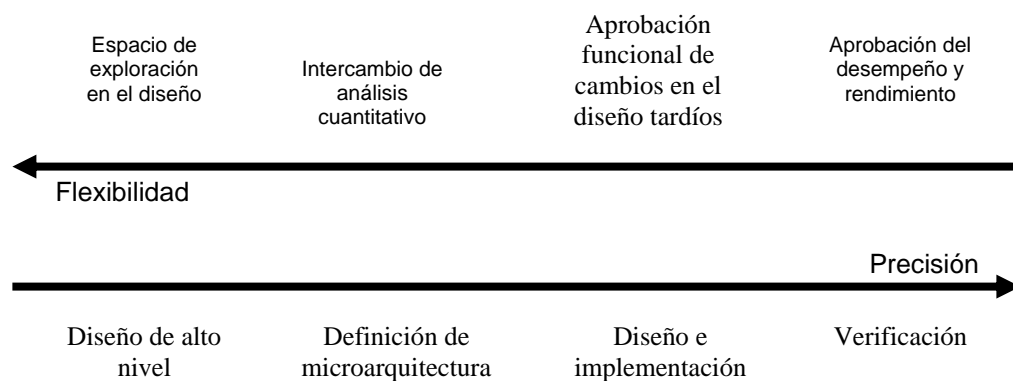 Espacio de
exploración
en el diseño
Intercambio de
análisis
cuantitativo
Aprobación
funcional de
cambios en el
diseño tardíos
Aprobación del
desempeño y
rendimiento
Flexibilidad
Precisión
Diseño de alto
nivel
Definición de
microarquitectura
Diseño e
implementación
Verificación